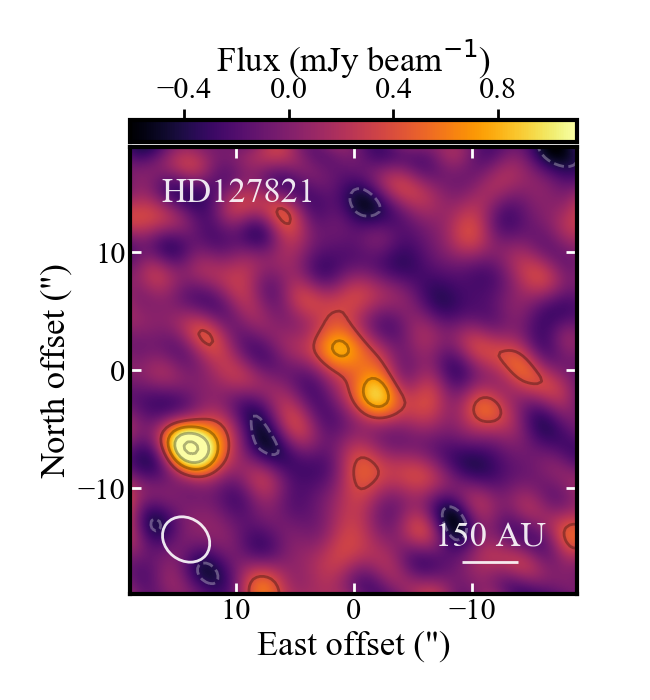 Flux (mJy beam⁻¹)
−0.4 0.0 0.4 0.8
HD127821
10
0
−10
North offset (")
150 AU
10 0 −10
East offset (")